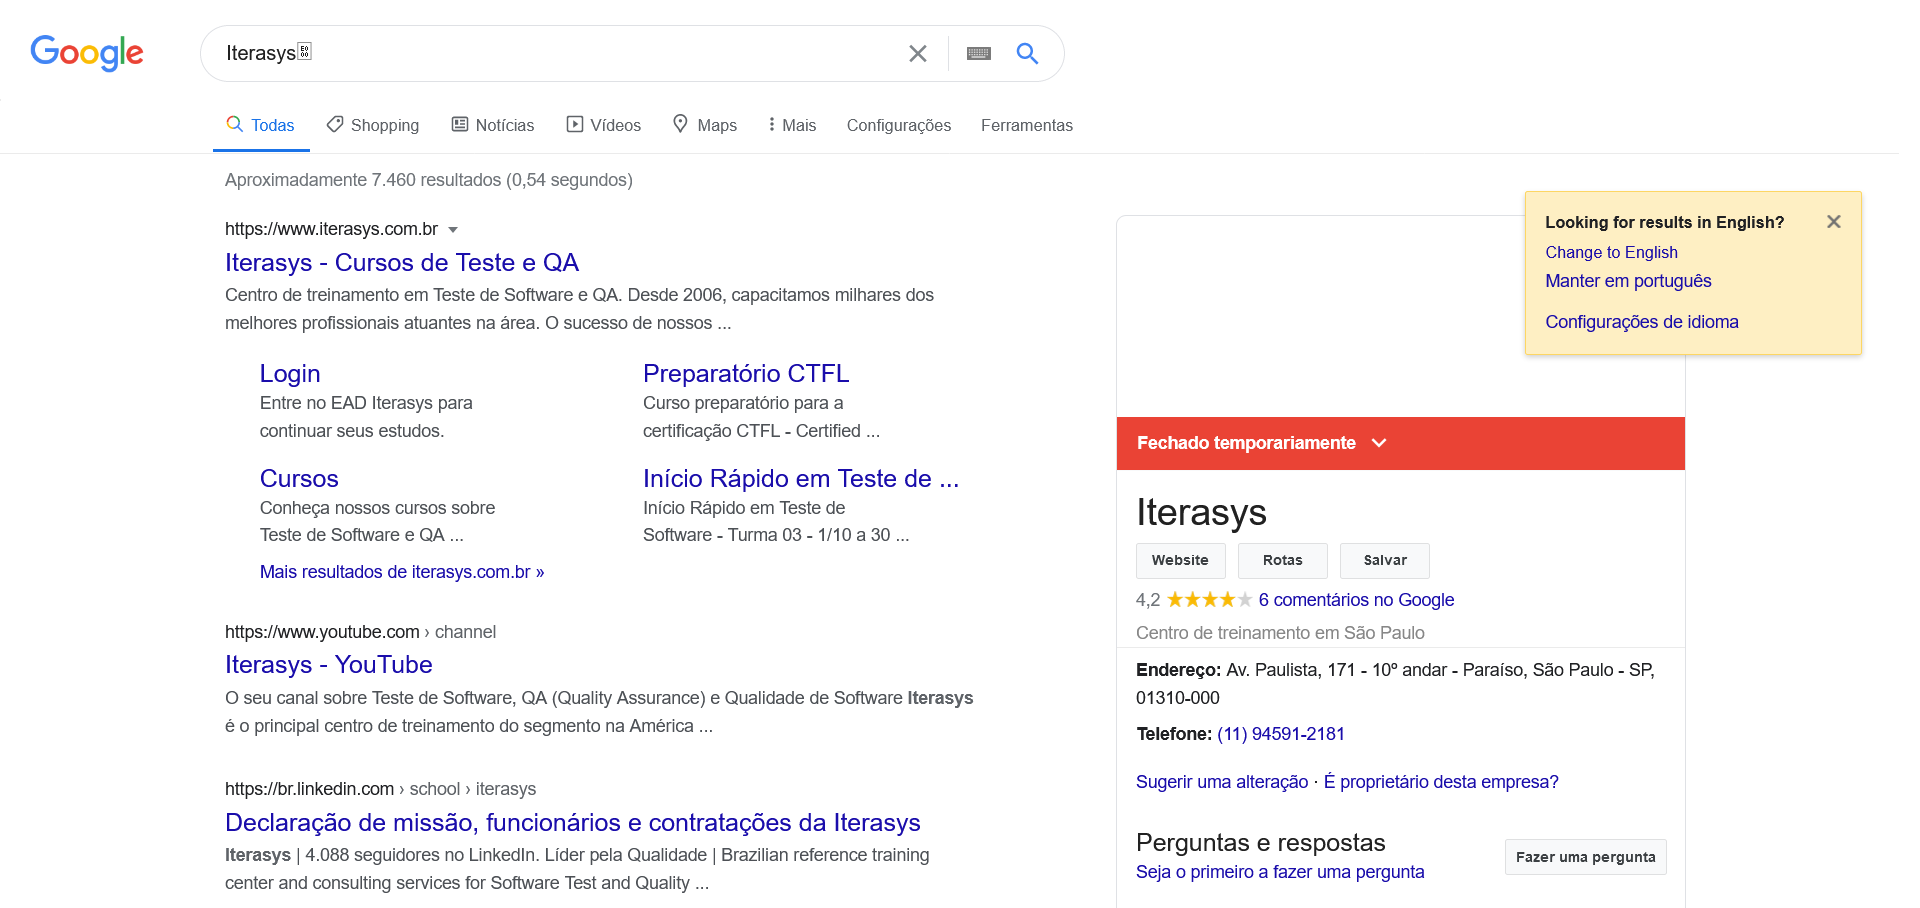 Google
Iterasys
Todas Shopping Notícias Vídeos Maps Mais Configurações Ferramentas
Aproximadamente 7.460 resultados (0,54 segundos)
https://www.iterasys.com.br
Iterasys - Cursos de Teste e QA
Centro de treinamento em Teste de Software e QA. Desde 2006, capacitamos milhares dos
melhores profissionais atuantes na área. O sucesso de nossos ...
Login
Entre no EAD Iterasys para
continuar seus estudos.
Preparatório CTFL
Curso preparatório para a
certificação CTFL - Certified ...
Cursos
Conheça nossos cursos sobre
Teste de Software e QA ...
Início Rápido em Teste de ...
Início Rápido em Teste de
Software - Turma 03 - 1/10 a 30 ...
Mais resultados de iterasys.com.br »
https://www.youtube.com › channel
Iterasys - YouTube
O seu canal sobre Teste de Software, QA (Quality Assurance) e Qualidade de Software Iterasys
é o principal centro de treinamento do segmento na América ...
https://br.linkedin.com › school › iterasys
Declaração de missão, funcionários e contratações da Iterasys
Iterasys | 4.088 seguidores no LinkedIn. Líder pela Qualidade | Brazilian reference training
center and consulting services for Software Test and Quality ...
Looking for results in English?
Change to English
Manter em português
Configurações de idioma
Fechado temporariamente
Iterasys
Website Rotas Salvar
4,2 6 comentários no Google
Centro de treinamento em São Paulo
Endereço: Av. Paulista, 171 - 10º andar - Paraíso, São Paulo - SP,
01310-000
Telefone: (11) 94591-2181
Sugerir uma alteração · É proprietário desta empresa?
Perguntas e respostas
Seja o primeiro a fazer uma pergunta
Fazer uma pergunta